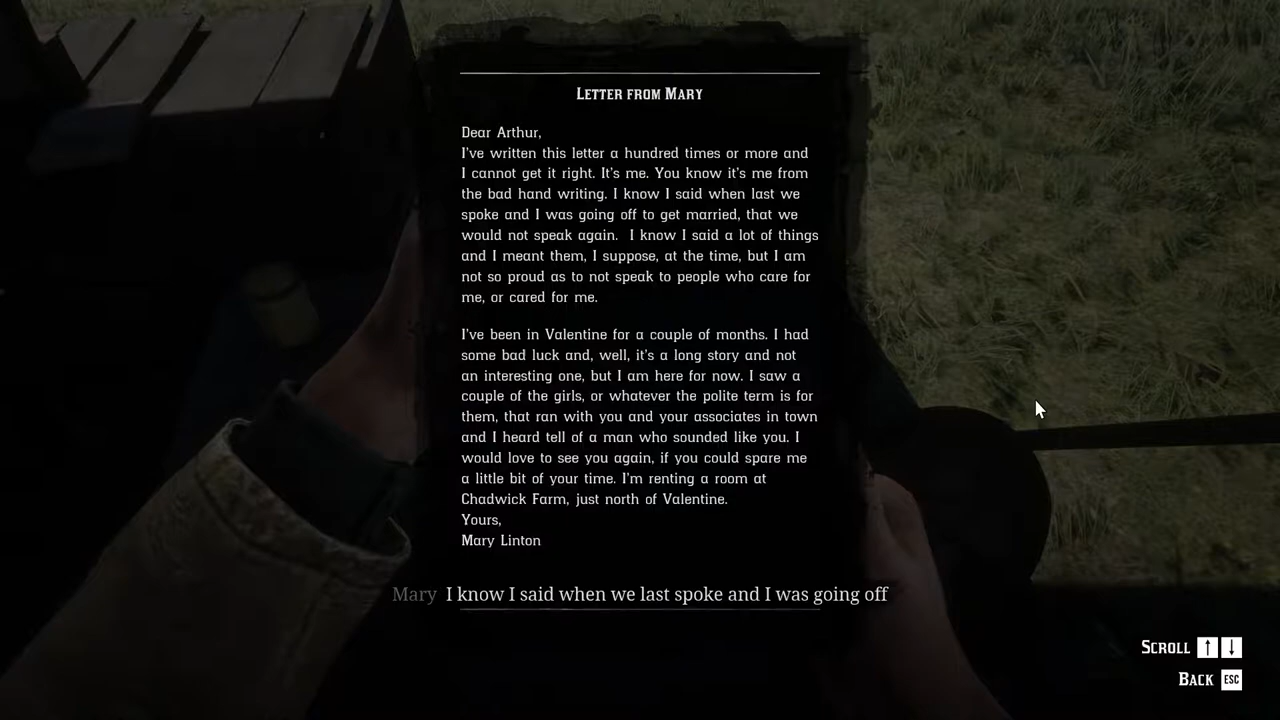 LETTER FROM MARY
Dear Arthur,
I've written this letter a hundred times or more and
I cannot get it right. It's me. You know it's me from
the bad hand writing. I know I said when last we
spoke and I was going off to get married, that we
would not speak again. I know I said a lot of things
and I meant them, I suppose, at the time, but I am
not so proud as to not speak to people who care for
me, or cared for me.
I've been in Valentine for a couple of months. I had
some bad luck and, well, it's a long story and not
an interesting one, but I am here for now. I saw a
couple of the girls, or whatever the polite term is for
them, that ran with you and your associates in town
and I heard tell of a man who sounded like you. I
would love to see you again, if you could spare me
a little bit of your time. I'm renting a room at
Chadwick Farm, just north of Valentine.
Yours,
Mary Linton
Mary I know I said when we last spoke and I was going off
SCROLL ↑ ↓
BACK ESC